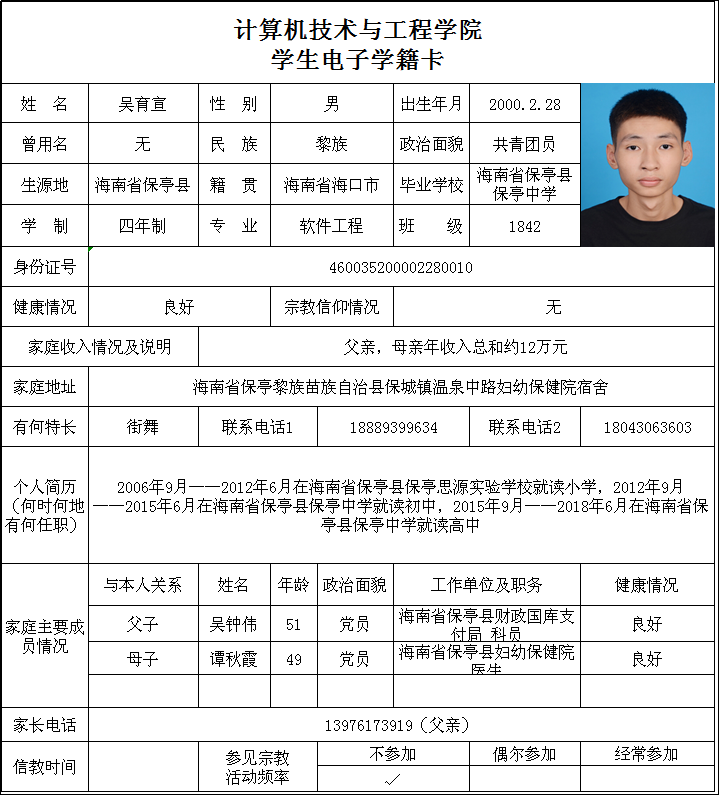 计算机技术与工程学院
学生电子学籍卡
姓 名 吴育宣 性 别 男 出生年月 2000.2.28
曾用名 无 民 族 黎族 政治面貌 共青团员
生源地 海南省保亭县 籍 贯 海南省海口市 毕业学校 海南省保亭县
保亭中学
学 制 四年制 专 业 软件工程 班 级 1842
身份证号 460035200002280010
健康情况 良好 宗教信仰情况 无
家庭收入情况及说明 父亲，母亲年收入总和约12万元
家庭地址 海南省保亭黎族苗族自治县保城镇温泉中路妇幼保健院宿舍
有何特长 街舞 联系电话1 18889399634 联系电话2 18043063603
个人简历
（何时何地
有何任职）
2006年9月——2012年6月在海南省保亭县保亭思源实验学校就读小学，2012年9月
——2015年6月在海南省保亭县保亭中学就读初中，2015年9月——2018年6月在海南省保
亭县保亭中学就读高中
家庭主要成
员情况
与本人关系 姓名 年龄 政治面貌 工作单位及职务 健康情况
父子 吴钟伟 51 党员 海南省保亭县财政国库支
付局 科员 良好
母子 谭秋霞 49 党员 海南省保亭县妇幼保健院
医生 良好
家长电话 13976173919（父亲）
信教时间 参见宗教
活动频率 不参加 偶尔参加 经常参加
✓